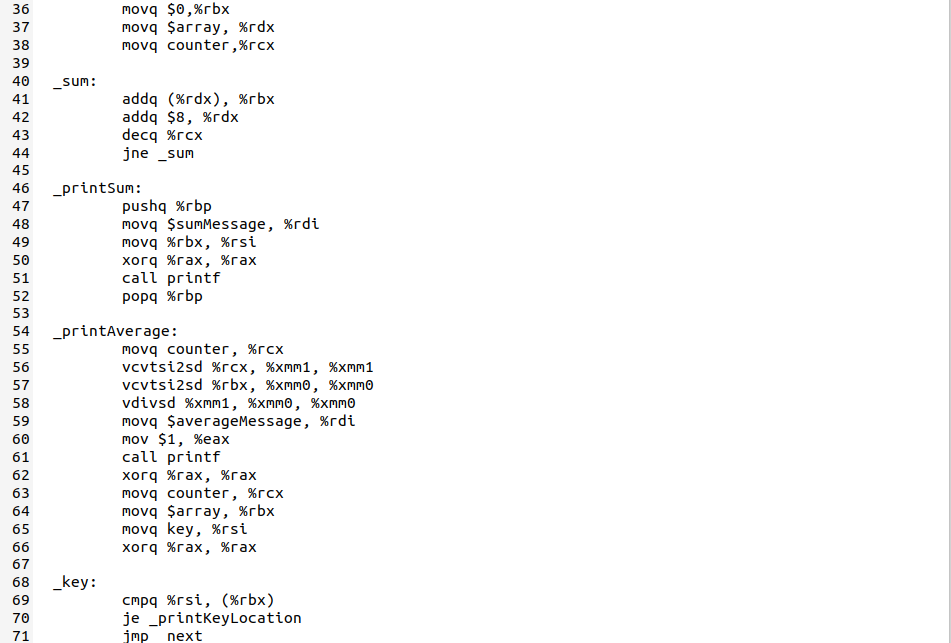 36 movq $0,%rbx
37 movq $array, %rdx
38 movq counter,%rcx
39
40 _sum:
41 addq (%rdx), %rbx
42 addq $8, %rdx
43 decq %rcx
44 jne _sum
45
46 _printSum:
47 pushq %rbp
48 movq $sumMessage, %rdi
49 movq %rbx, %rsi
50 xorq %rax, %rax
51 call printf
52 popq %rbp
53
54 _printAverage:
55 movq counter, %rcx
56 vcvtsi2sd %rcx, %xmm1, %xmm1
57 vcvtsi2sd %rbx, %xmm0, %xmm0
58 vdivsd %xmm1, %xmm0, %xmm0
59 movq $averageMessage, %rdi
60 mov $1, %eax
61 call printf
62 xorq %rax, %rax
63 movq counter, %rcx
64 movq $array, %rbx
65 movq key, %rsi
66 xorq %rax, %rax
67
68 _key:
69 cmpq %rsi, (%rbx)
70 je _printKeyLocation
71 jmp _next